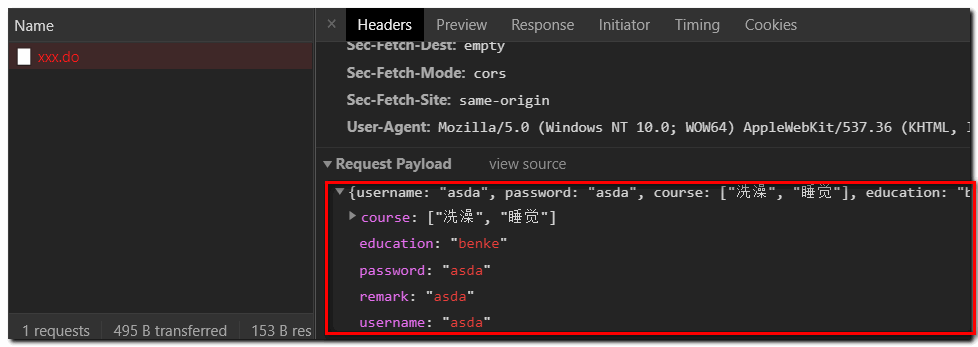 Name
xxx.do
1 requests 495 B transferred 153 B res
× Headers Preview Response Initiator Timing Cookies
Sec-Fetch-Dest: empty
Sec-Fetch-Mode: cors
Sec-Fetch-Site: same-origin
User-Agent: Mozilla/5.0 (Windows NT 10.0; WOW64) AppleWebKit/537.36 (KHTML,
Request Payload view source
{username: "asda", password: "asda", course: ["洗澡", "睡觉"], education: "b
course: ["洗澡", "睡觉"]
education: "benke"
password: "asda"
remark: "asda"
username: "asda"